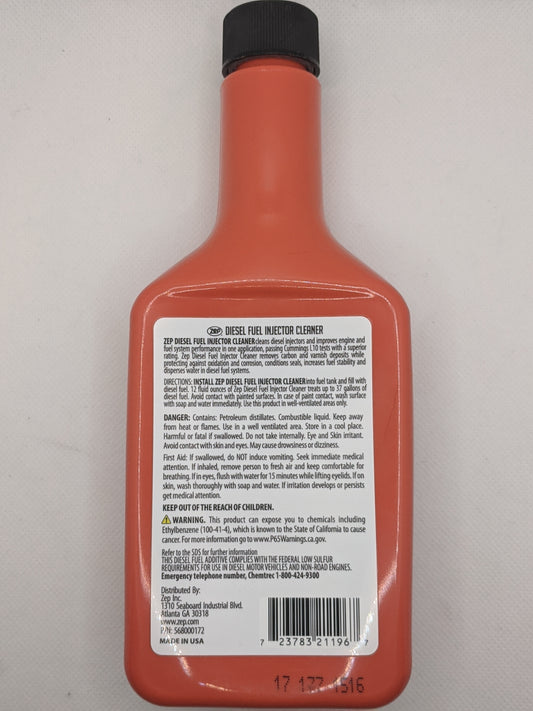 ZEP DIESEL FUEL INJECTOR CLEANER
ZEP DIESEL FUEL INJECTOR CLEANER cleans diesel injectors and improves engine and
fuel system performance in one application, passing Cummings L10 tests with a superior
rating. Zep Diesel Fuel Injector Cleaner removes carbon and varnish deposits while
protecting against oxidation and corrosion, conditions seals, increases fuel stability and
disperses water in diesel fuel systems.
DIRECTIONS: INSTALL ZEP DIESEL FUEL INJECTOR CLEANER into fuel tank and fill with
diesel fuel. 12 fluid ounces of Zep Diesel Fuel Injector Cleaner treats up to 37 gallons of
diesel fuel. Avoid contact with painted surfaces. In case of paint contact, wash surface
with soap and water immediately. Use this product in well-ventilated areas only.
DANGER: Contains: Petroleum distillates. Combustible liquid. Keep away
from heat or flames. Use in a well ventilated area. Store in a cool place.
Harmful or fatal if swallowed. Do not take internally. Eye and Skin irritant.
Avoid contact with skin and eyes. May cause drowsiness or dizziness.
First Aid: If swallowed, do NOT induce vomiting. Seek immediate medical
attention. If inhaled, remove person to fresh air and keep comfortable for
breathing. If in eyes, flush with water for 15 minutes while lifting eyelids. If on
skin, wash thoroughly with soap and water. If irritation develops or persists
get medical attention.
KEEP OUT OF THE REACH OF CHILDREN.
WARNING. This product can expose you to chemicals including
Ethylbenzene (100-41-4), which is known to the State of California to cause
cancer. For more information go to www.P65Warnings.ca.gov.
Refer to the SDS for further information
THIS DIESEL FUEL ADDITIVE COMPLIES WITH THE FEDERAL LOW SULFUR
REQUIREMENTS FOR USE IN DIESEL MOTOR VEHICLES AND NON-ROAD ENGINES.
Emergency telephone number, Chemtrec 1-800-424-9300
Distributed By:
Zep Inc.
1310 Seaboard Industrial Blvd.
Atlanta GA 30318
www.zep.com
P/N: 568000172
MADE IN USA
7 23783 21196 7
17 177 1516